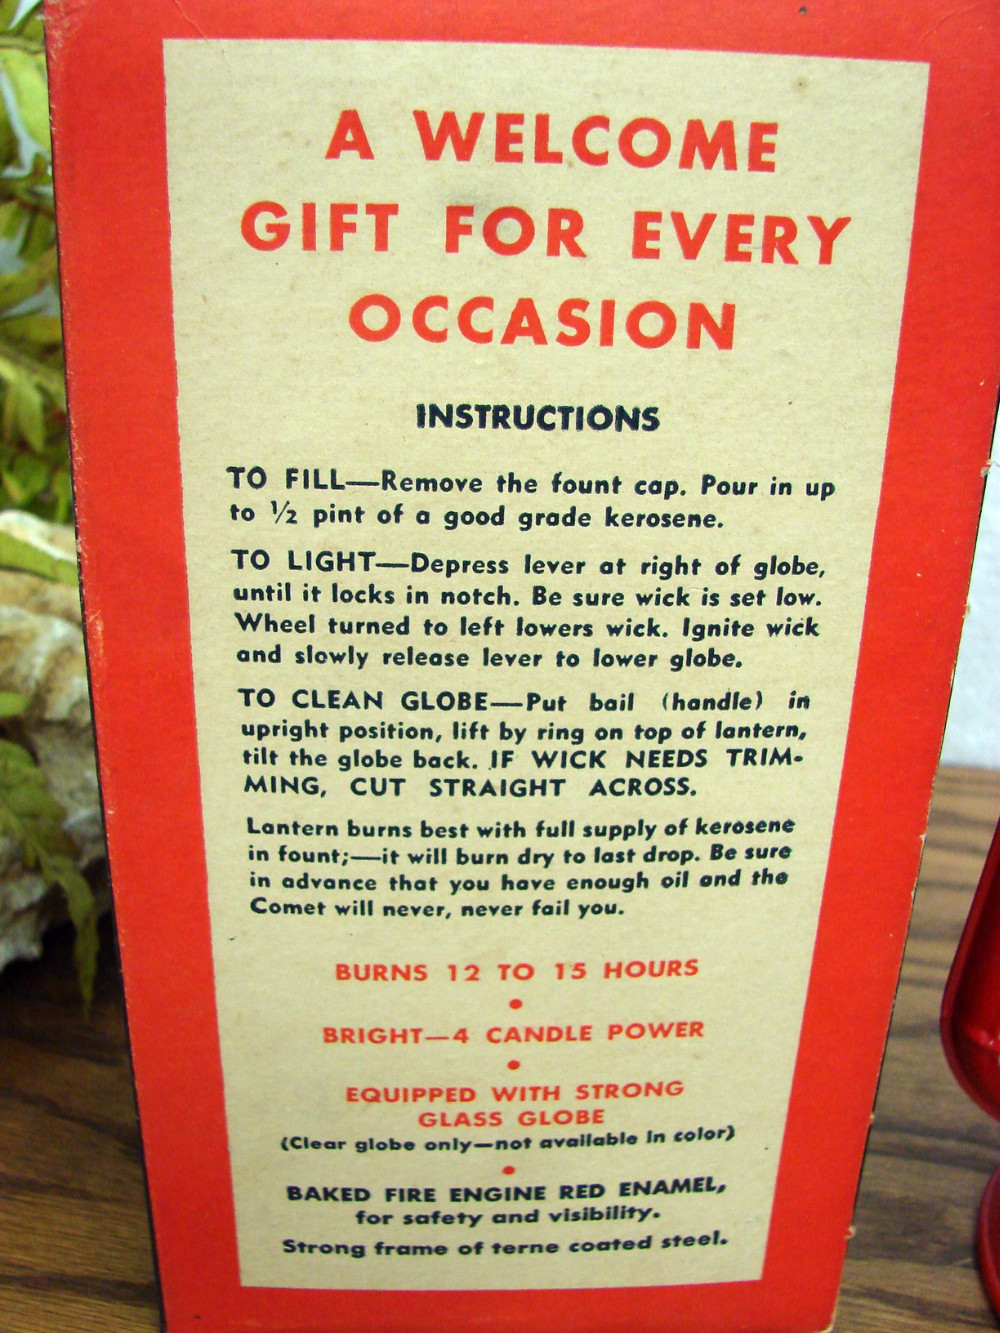 A WELCOME
GIFT FOR EVERY
OCCASION
INSTRUCTIONS
TO FILL—Remove the fount cap. Pour in up
to ½ pint of a good grade kerosene.
TO LIGHT—Depress lever at right of globe,
until it locks in notch. Be sure wick is set low.
Wheel turned to left lowers wick. Ignite wick
and slowly release lever to lower globe.
TO CLEAN GLOBE—Put bail (handle) in
upright position, lift by ring on top of lantern,
tilt the globe back. IF WICK NEEDS TRIM-
MING, CUT STRAIGHT ACROSS.
Lantern burns best with full supply of kerosene
in fount;—it will burn dry to last drop. Be sure
in advance that you have enough oil and the
Comet will never, never fail you.
BURNS 12 TO 15 HOURS
•
BRIGHT—4 CANDLE POWER
•
EQUIPPED WITH STRONG
GLASS GLOBE
(Clear globe only—not available in color)
•
BAKED FIRE ENGINE RED ENAMEL,
for safety and visibility.
Strong frame of terne coated steel.